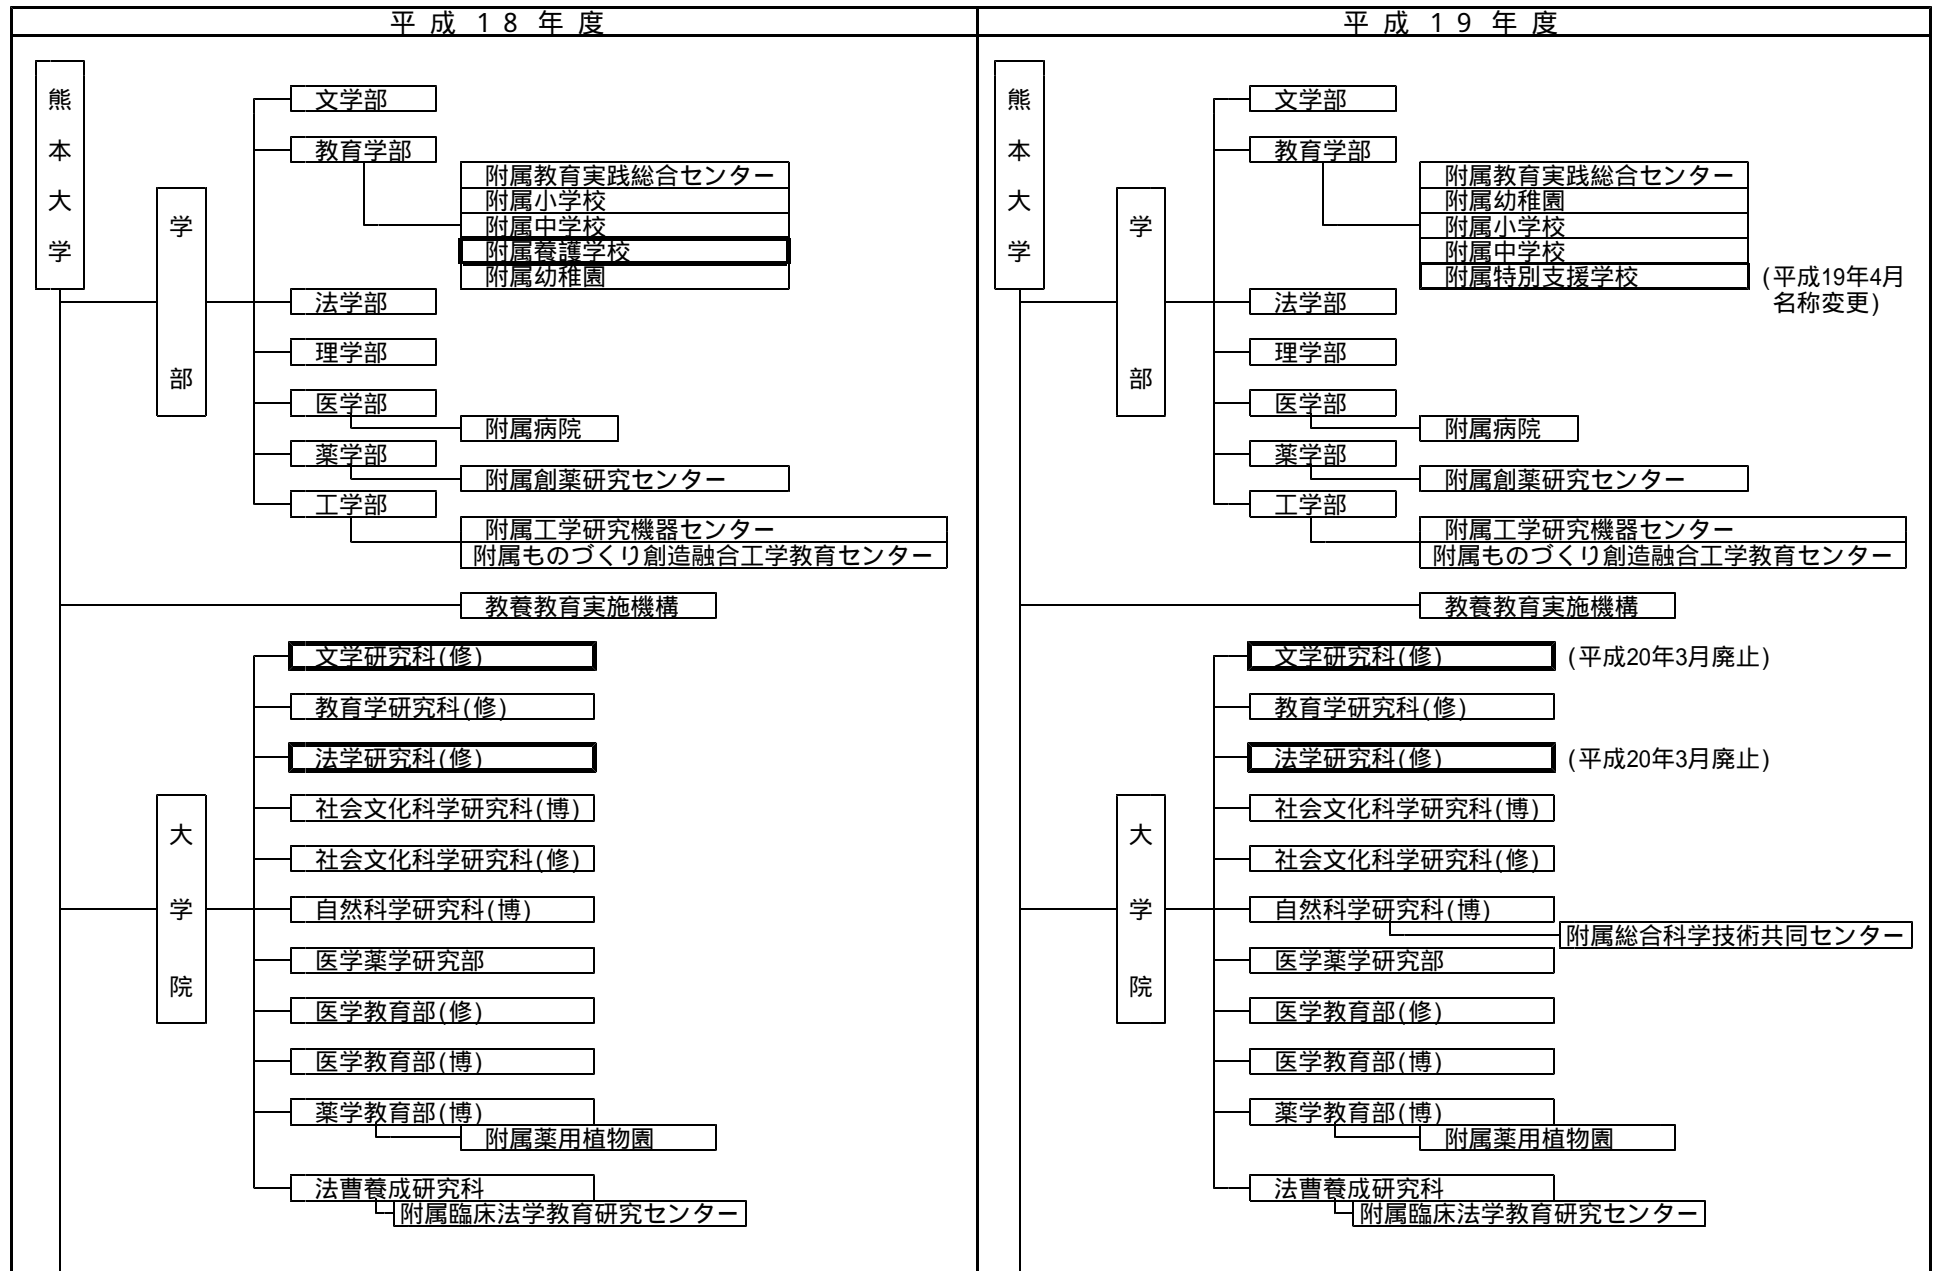 平成18年度
熊本大学
学部
文学部
教育学部
附属教育実践総合センター
附属小学校
附属中学校
附属養護学校
附属幼稚園
法学部
理学部
医学部
附属病院
薬学部
附属創薬研究センター
工学部
附属工学研究機器センター
附属ものづくり創造融合工学教育センター
教養教育実施機構
大学院
文学研究科(修)
教育学研究科(修)
法学研究科(修)
社会文化科学研究科(博)
社会文化科学研究科(修)
自然科学研究科(博)
医学薬学研究部
医学教育部(修)
医学教育部(博)
薬学教育部(博)
附属薬用植物園
法曹養成研究科
附属臨床法学教育研究センター
平成19年度
熊本大学
学部
文学部
教育学部
附属教育実践総合センター
附属幼稚園
附属小学校
附属中学校
附属特別支援学校
(平成19年4月
名称変更)
法学部
理学部
医学部
附属病院
薬学部
附属創薬研究センター
工学部
附属工学研究機器センター
附属ものづくり創造融合工学教育センター
教養教育実施機構
大学院
文学研究科(修) (平成20年3月廃止)
教育学研究科(修)
法学研究科(修) (平成20年3月廃止)
社会文化科学研究科(博)
社会文化科学研究科(修)
自然科学研究科(博)
附属総合科学技術共同センター
医学薬学研究部
医学教育部(修)
医学教育部(博)
薬学教育部(博)
附属薬用植物園
法曹養成研究科
附属臨床法学教育研究センター